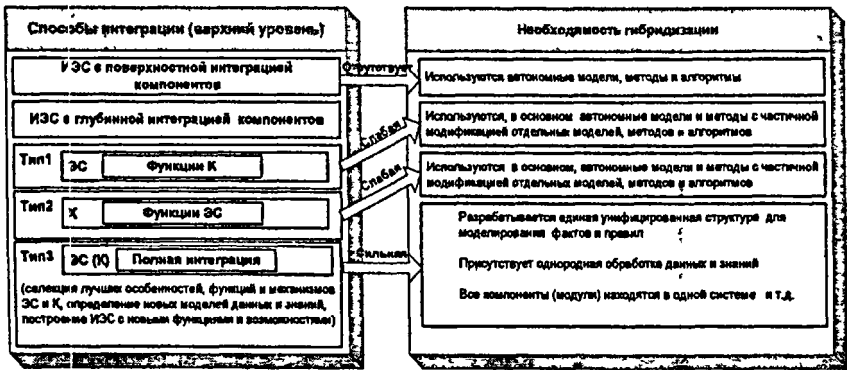 Способы интеграции (верхний уровень)
ИЭС с поверхностной интеграцией
компонентов
ИЭС с глубинной интеграцией компонентов
Тип1
ЭС
Функции К
Тип2
К
Функции ЭС
Тип3
ЭС (К)
Полная интеграция
(селекция лучших особенностей, функций и механизмов
ЭС и К, определение новых моделей данных и знаний,
построение ИЭС с новыми функциями и возможностями)
Отсутствует
Слабая
Слабая
Сильная
Необходимость гибридизации
Используются автономные модели, методы и алгоритмы
Используются, в основном автономные модели и методы с частичной
модификацией отдельных моделей, методов и алгоритмов
Используются в основном, автономные модели и методы с частичной
модификацией отдельных моделей, методов и алгоритмов
Разрабетывается единая унифицированная структура для
моделирования фактов и правил
Присутствует однородная обработка данных и знаний
Все компоненты (модули) находятся в одной системе и т.д.